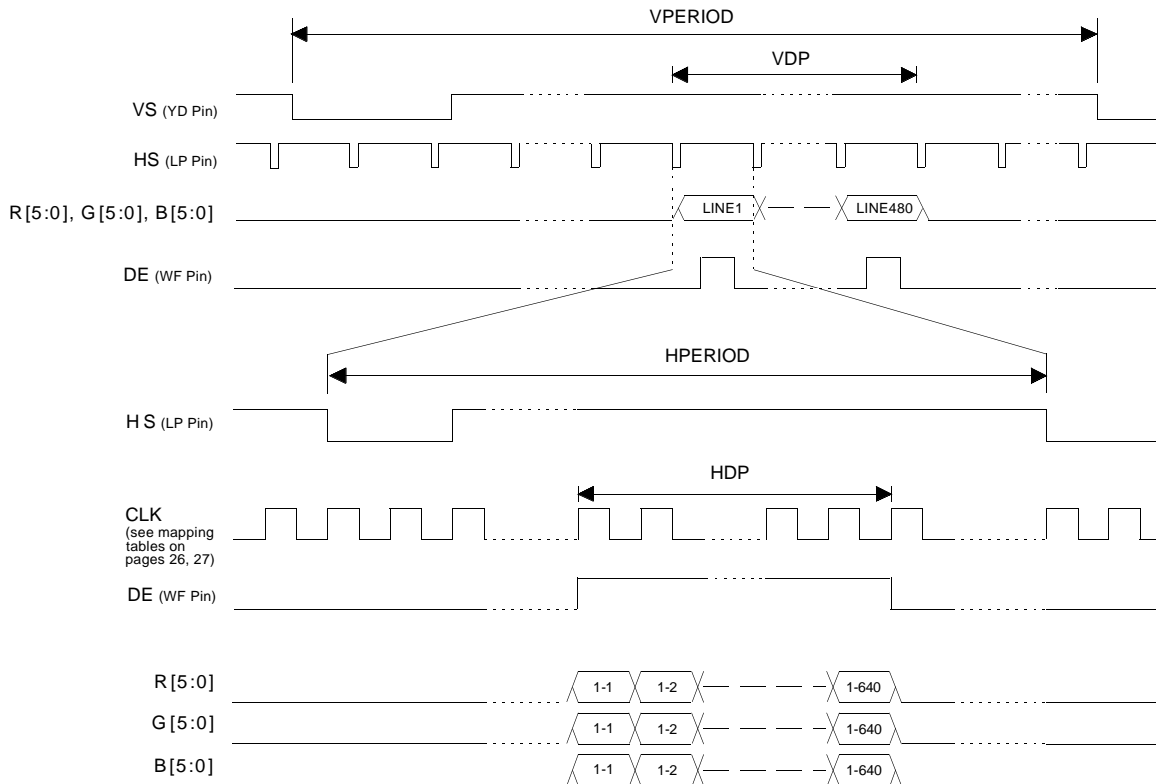 VPERIOD
VDP
VS (YD Pin)
HS (LP Pin)
R[5:0], G[5:0], B[5:0]
LINE1
LINE480
DE (WF Pin)
HPERIOD
HS (LP Pin)
HDP
CLK
(see mapping
tables on
pages 26, 27)
DE (WF Pin)
R[5:0] 1-1 1-2 1-640
G[5:0] 1-1 1-2 1-640
B[5:0] 1-1 1-2 1-640